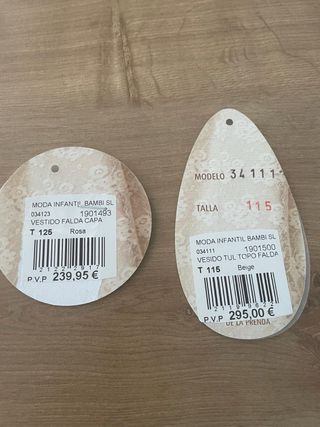 MODA INFANTIL BAMBI SL
034123 1901493
VESTIDO FALDA CAPA
T 125 Rosa
P.V.P 239,95 €
MODELO 34111
TALLA 115
MODA INFANTIL BAMBI SL
034111 1901500
VESIDO TUL TOPO FALDA
T 115 Beige
P.V.P 295,00 €
DE LA PRENDA